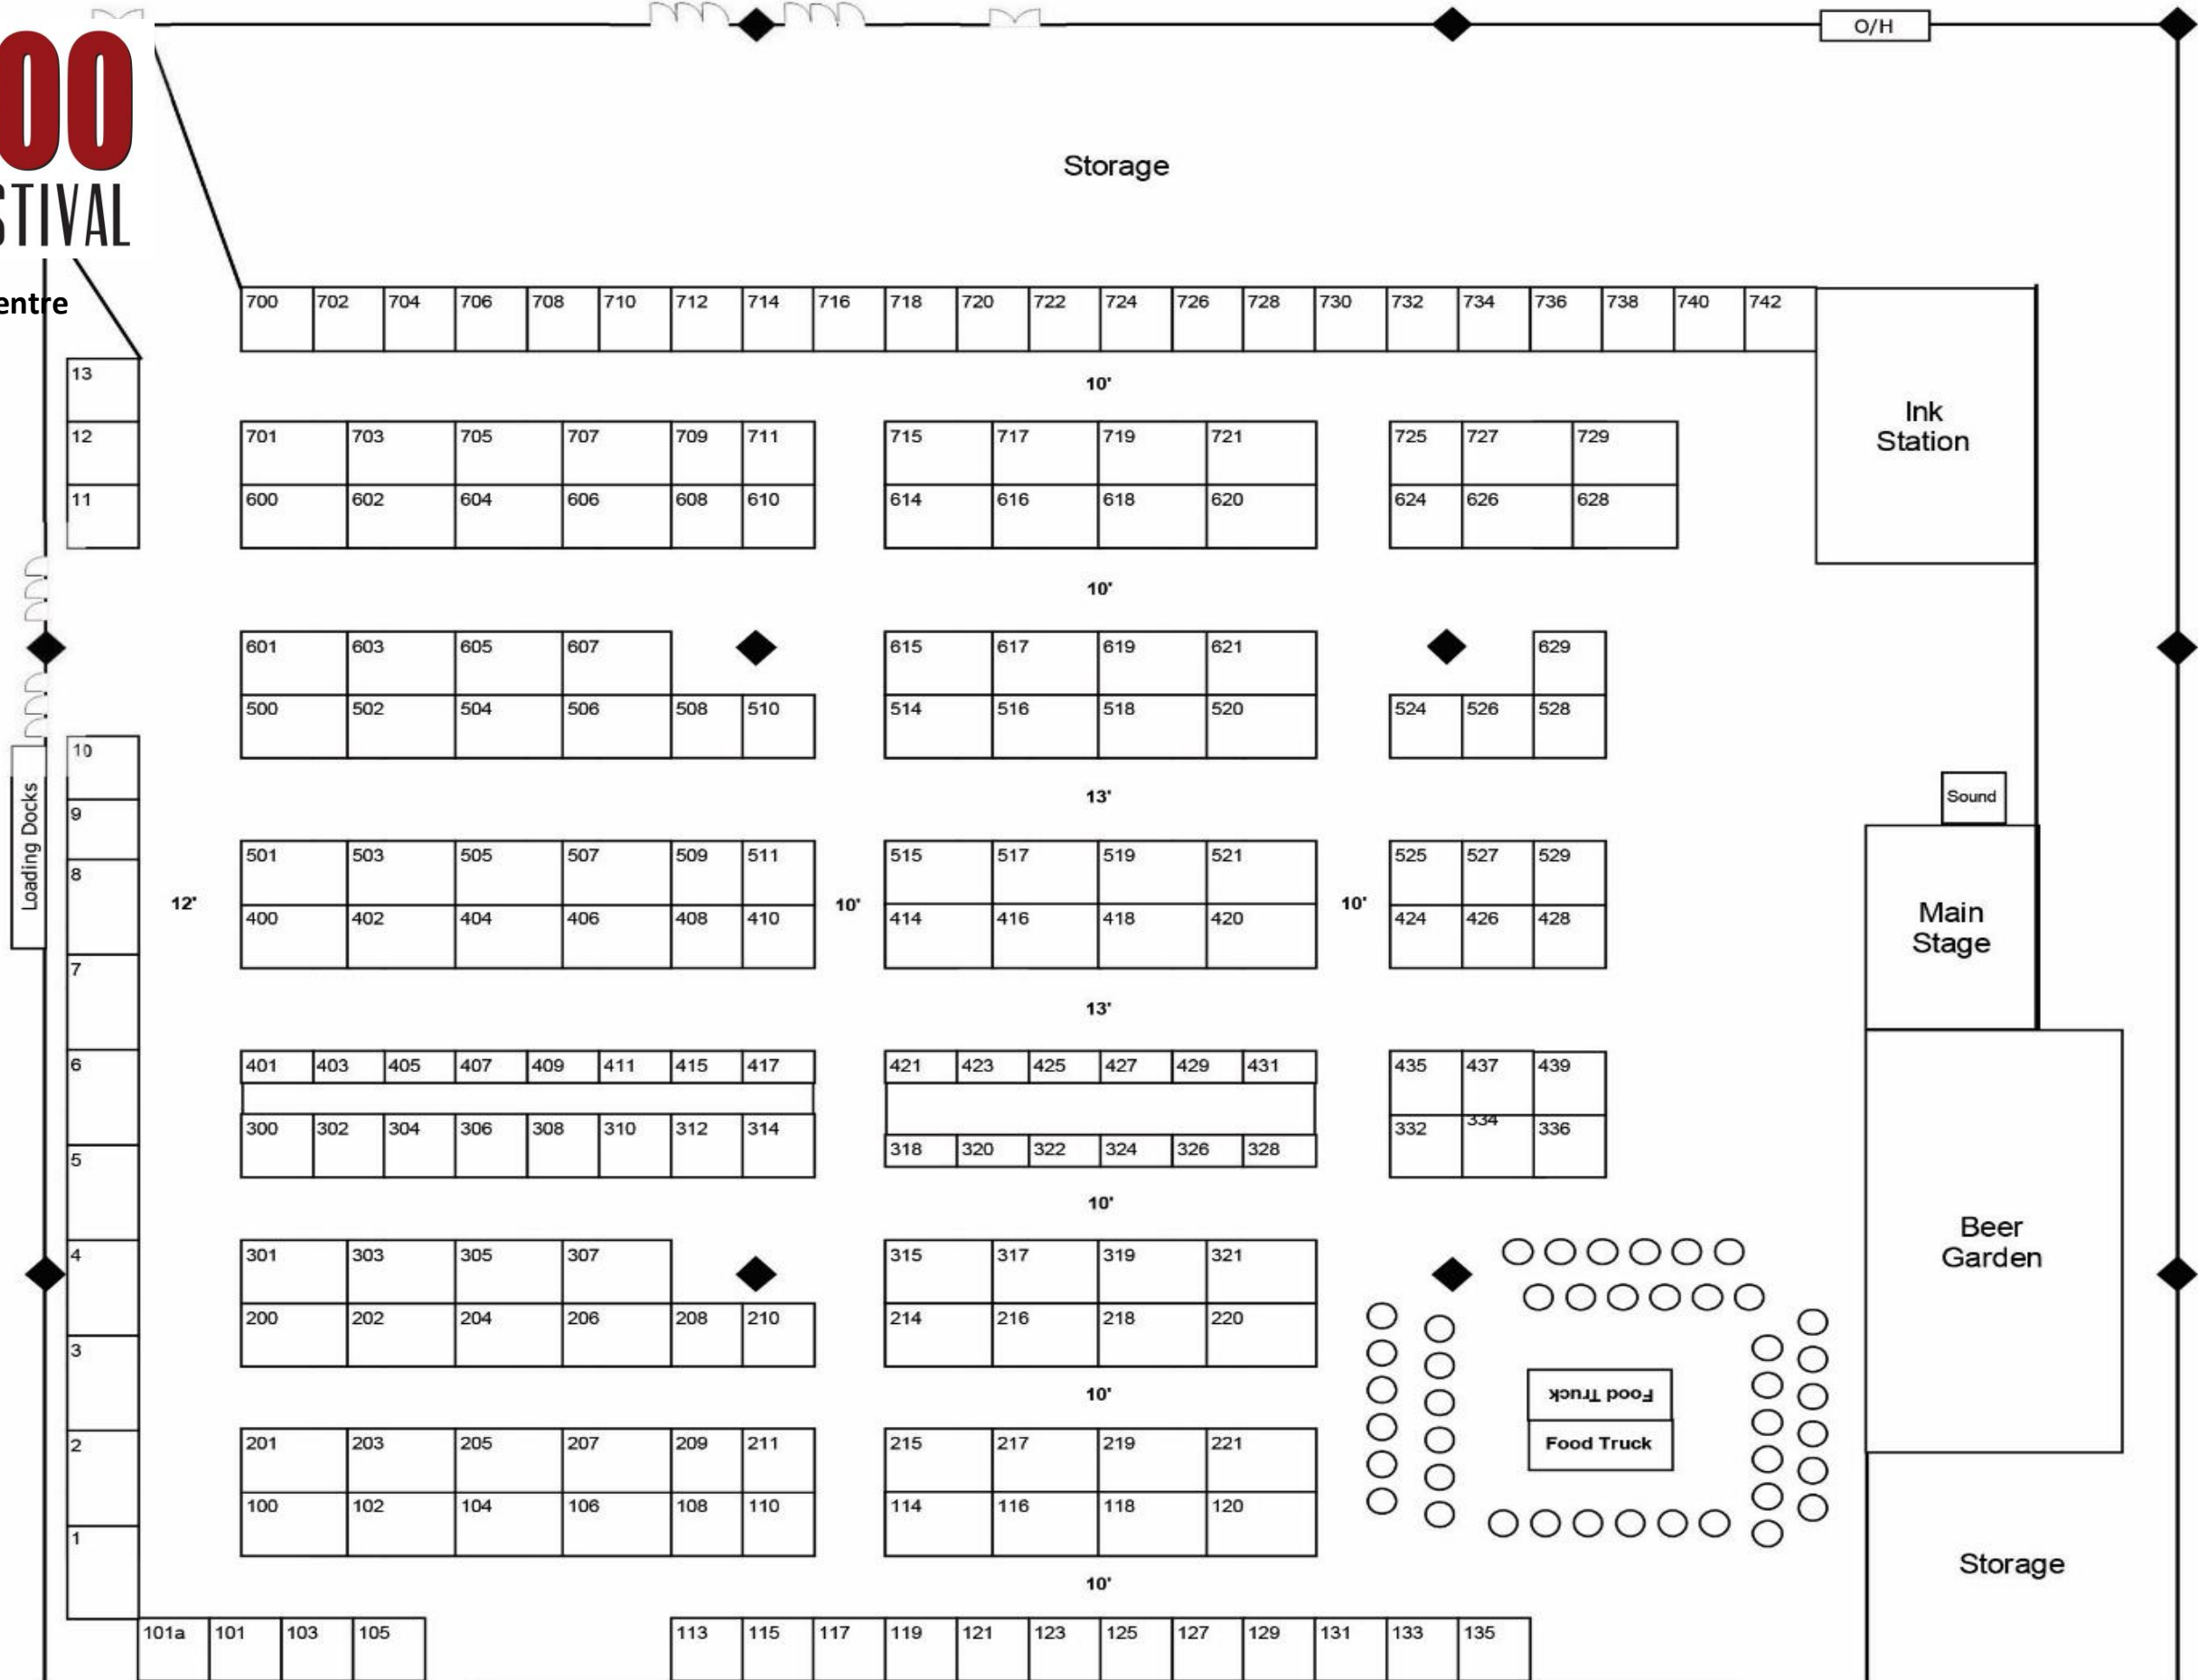 O/H
00
STIVAL
entre
Storage
700 702 704 706 708 710 712 714 716 718 720 722 724 726 728 730 732 734 736 738 740 742
Ink
Station
13
12
11
10'
701 703 705 707 709 711 715 717 719 721 725 727 729
600 602 604 606 608 610 614 616 618 620 624 626 628
10'
601 603 605 607 615 617 619 621 629
500 502 504 506 508 510 514 516 518 520 524 526 528
Loading Docks
10
9
8
7
6
5
4
3
2
1
13'
Sound
501 503 505 507 509 511 515 517 519 521 525 527 529
12' 10' 10'
400 402 404 406 408 410 414 416 418 420 424 426 428
Main
Stage
13'
401 403 405 407 409 411 415 417 421 423 425 427 429 431 435 437 439
300 302 304 306 308 310 312 314 318 320 322 324 326 328 332 334 336
10'
Beer
Garden
301 303 305 307 315 317 319 321
200 202 204 206 208 210 214 216 218 220
10'
Food Truck
Food Truck
201 203 205 207 209 211 215 217 219 221
100 102 104 106 108 110 114 116 118 120
10'
Storage
101a 101 103 105 113 115 117 119 121 123 125 127 129 131 133 135